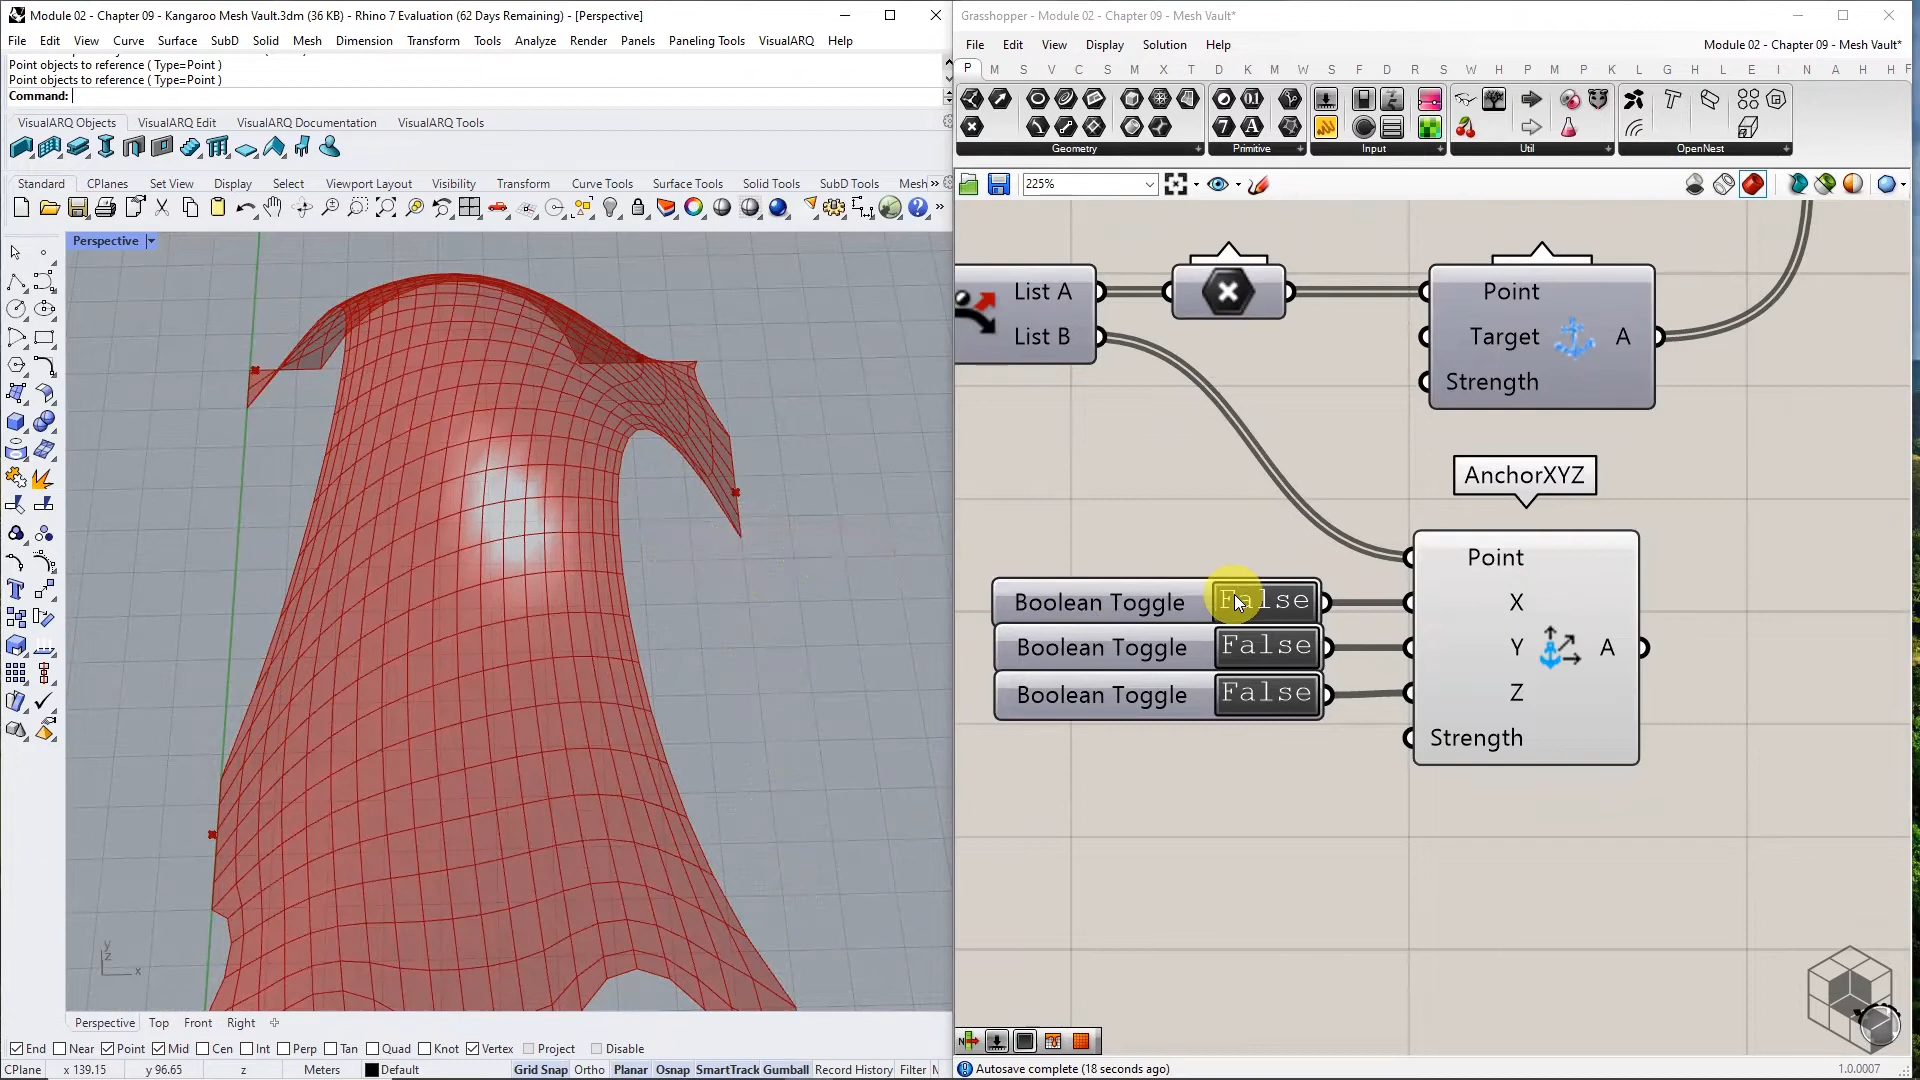 Module 02 - Chapter 09 - Kangaroo Mesh Vault.3dm (36 KB) - Rhino 7 Evaluation (62 Days Remaining) - [Perspective]
File Edit View Curve Surface SubD Solid Mesh Dimension Transform Tools Analyze Render Panels Paneling Tools VisualARQ Help
Point objects to reference ( Type=Point )
Point objects to reference ( Type=Point )
Command:
VisualARQ Objects VisualARQ Edit VisualARQ Documentation VisualARQ Tools
Standard CPlanes Set View Display Select Viewport Layout Visibility Transform Curve Tools Surface Tools Solid Tools SubD Tools Mesh »
Perspective
y
z
x
Perspective Top Front Right
End Near Point Mid Cen Int Perp Tan Quad Knot Vertex Project Disable
CPlane x 139.15 y 96.65 z Meters Default Grid Snap Ortho Planar Osnap SmartTrack Gumball Record History Filter M
Grasshopper - Module 02 - Chapter 09 - Mesh Vault*
File Edit View Display Solution Help Module 02 - Chapter 09 - Mesh Vault*
P M S V C S M X T D K M W S F D R S W H P M P K L G H L E I N A H H F
Geometry Primitive Input Util OpenNest
225%
List A
List B
Point
Target A
Strength
AnchorXYZ
Point
X
Y A
Z
Strength
Boolean Toggle False
Boolean Toggle False
Boolean Toggle False
Autosave complete (18 seconds ago) 1.0.0007